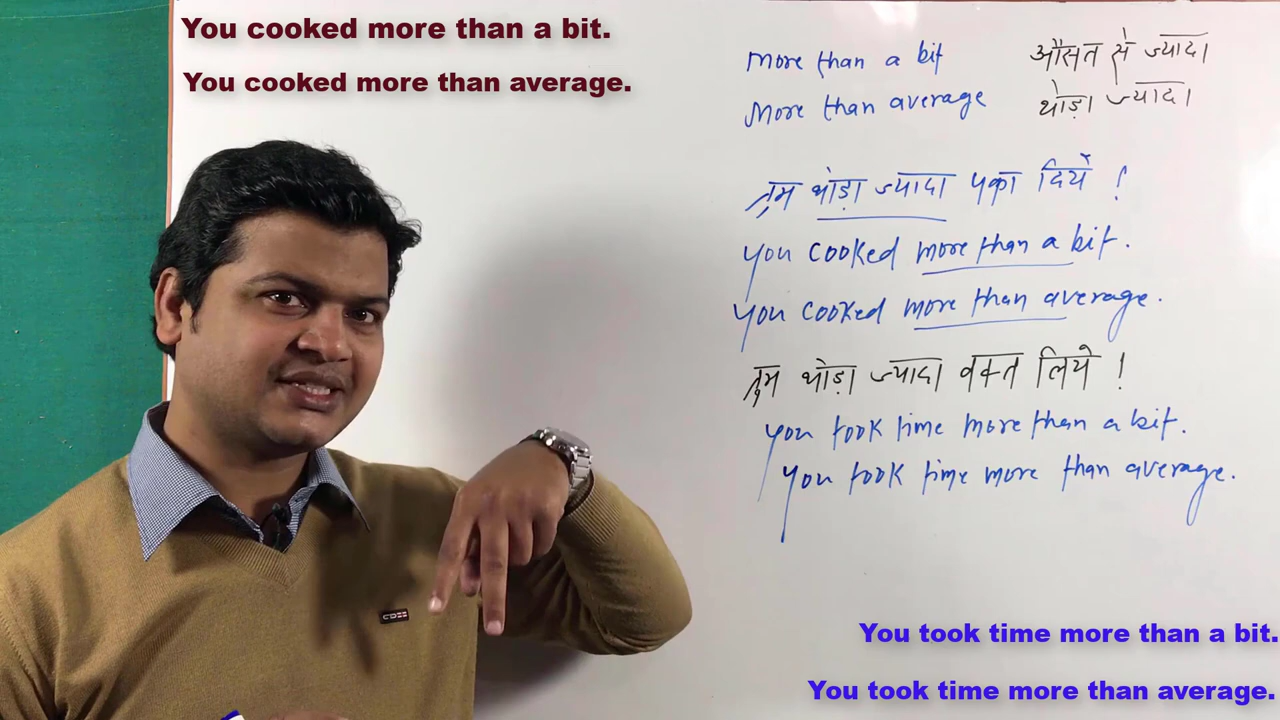 You cooked more than a bit.
You cooked more than average.
More than a bit औसत से ज्यादा
More than average थोड़ा ज्यादा
तुम थोड़ा ज्यादा पका दिये !
you cooked more than a bit.
you cooked more than average.
तुम थोड़ा ज्यादा वक्त लिये !
you took time more than a bit.
you took time more than average.
You took time more than a bit.
You took time more than average.